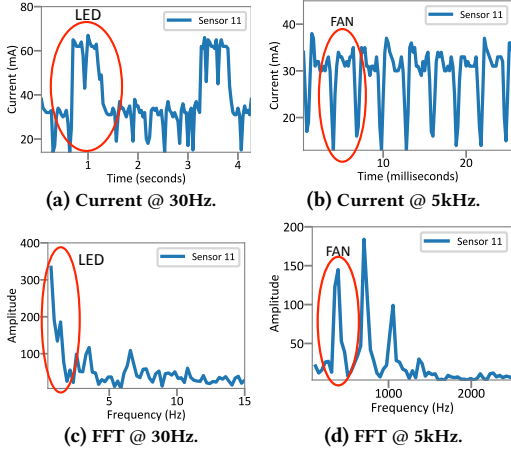 LED
Sensor 11
Current (mA)
80
60
40
20
1
2
3
4
Time (seconds)
(a) Current @ 30Hz.
FAN
Sensor 11
Current (mA)
40
30
20
10
20
Time (milliseconds)
(b) Current @ 5kHz.
LED
Sensor 11
Amplitude
400
300
200
100
5
10
15
Frequency (Hz)
(c) FFT @ 30Hz.
FAN
Sensor 11
Amplitude
200
150
100
50
1000
2000
Frequency (Hz)
(d) FFT @ 5kHz.